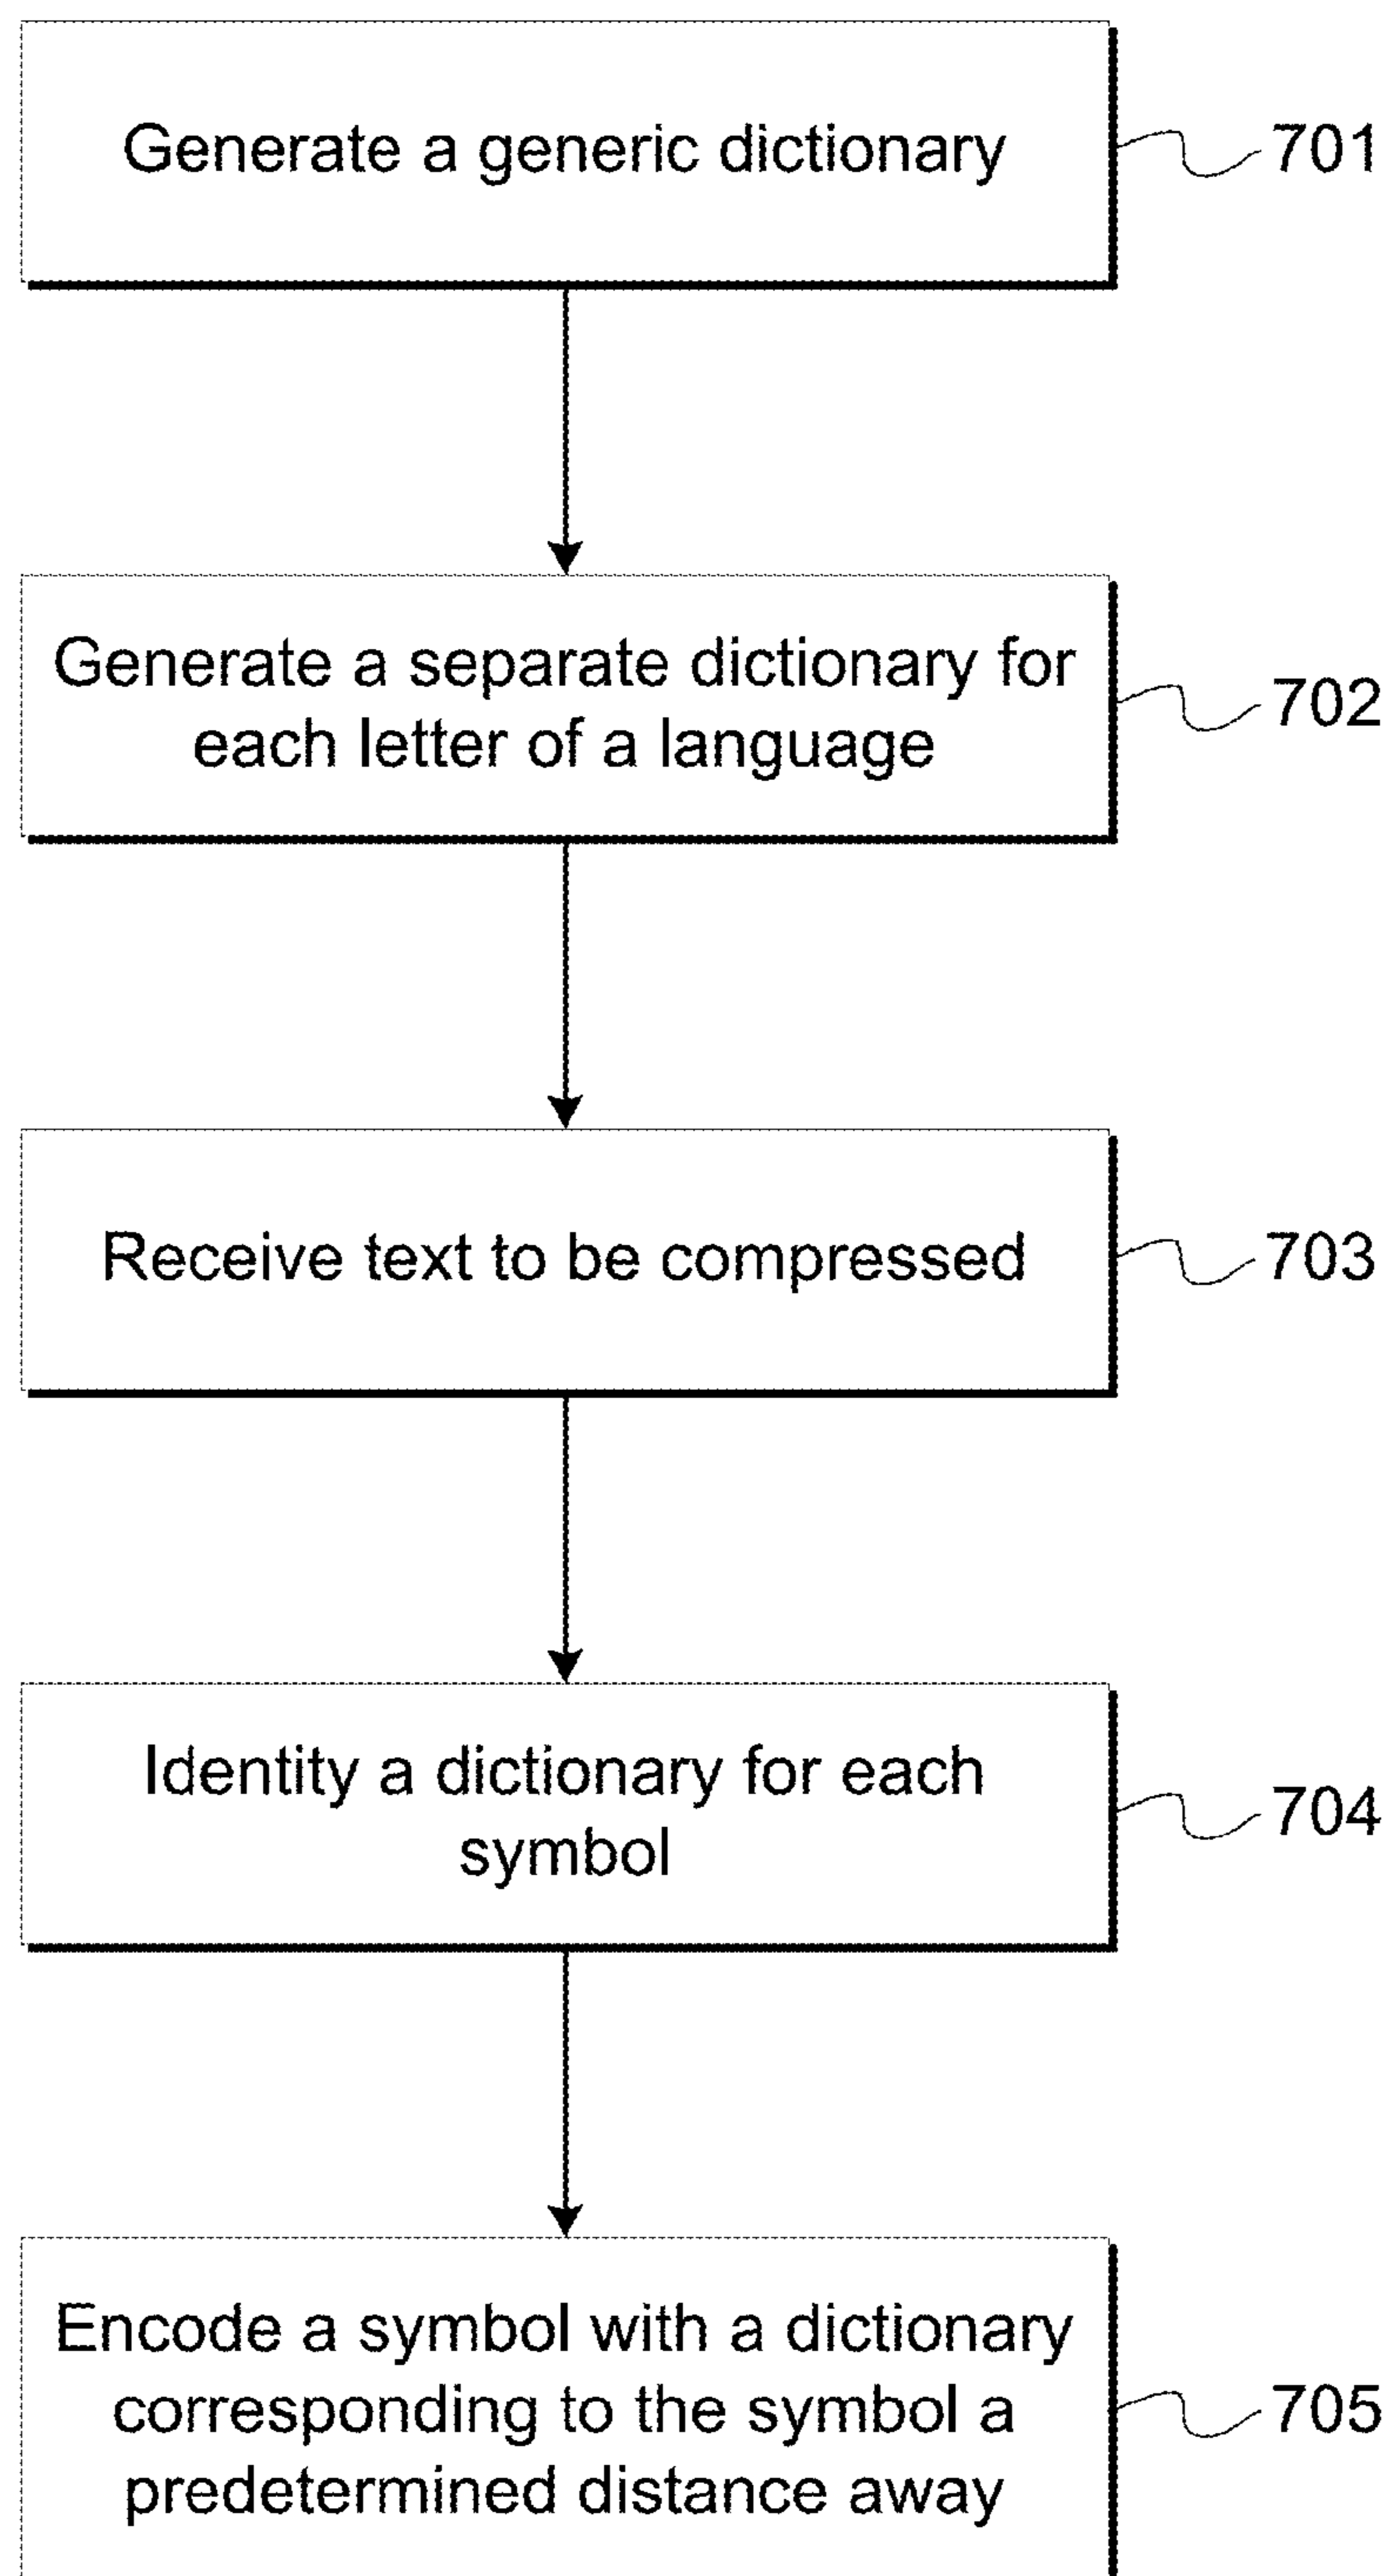 Generate a generic dictionary
701
Generate a separate dictionary for
each letter of a language
702
Receive text to be compressed
703
Identity a dictionary for each
symbol
704
Encode a symbol with a dictionary
corresponding to the symbol a
predetermined distance away
705